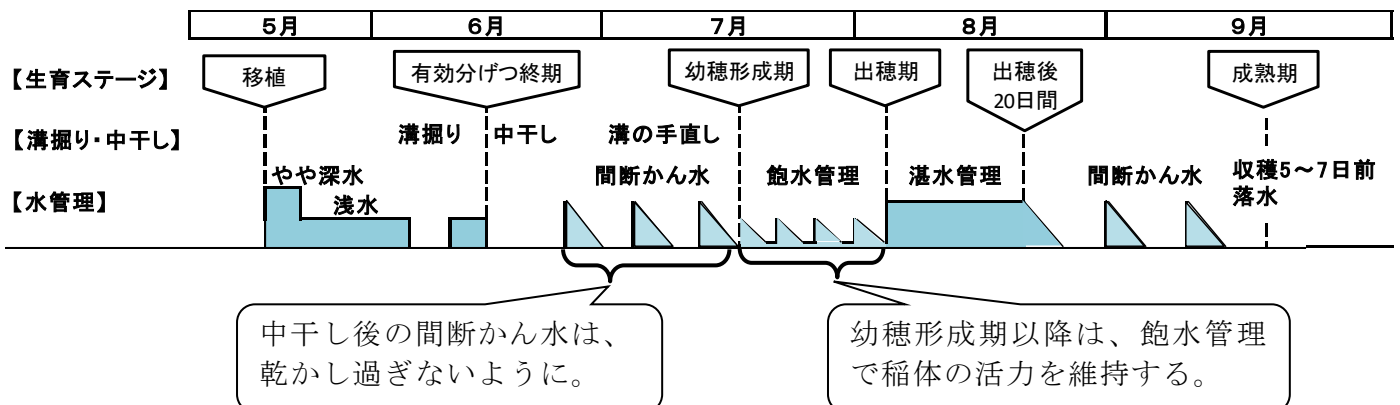 5月 6月 7月 8月 9月
【生育ステージ】 移植 有効分げつ終期 幼穂形成期 出穂期 出穂後 成熟期
20日間
【溝掘り・中干し】 溝掘り 中干し 溝の手直し
やや深水 間断かん水 飽水管理 湛水管理 間断かん水 収穫5～7日前
【水管理】 浅水 落水
中干し後の間断かん水は、
乾かし過ぎないように。
幼穂形成期以降は、飽水管理
で稲体の活力を維持する。